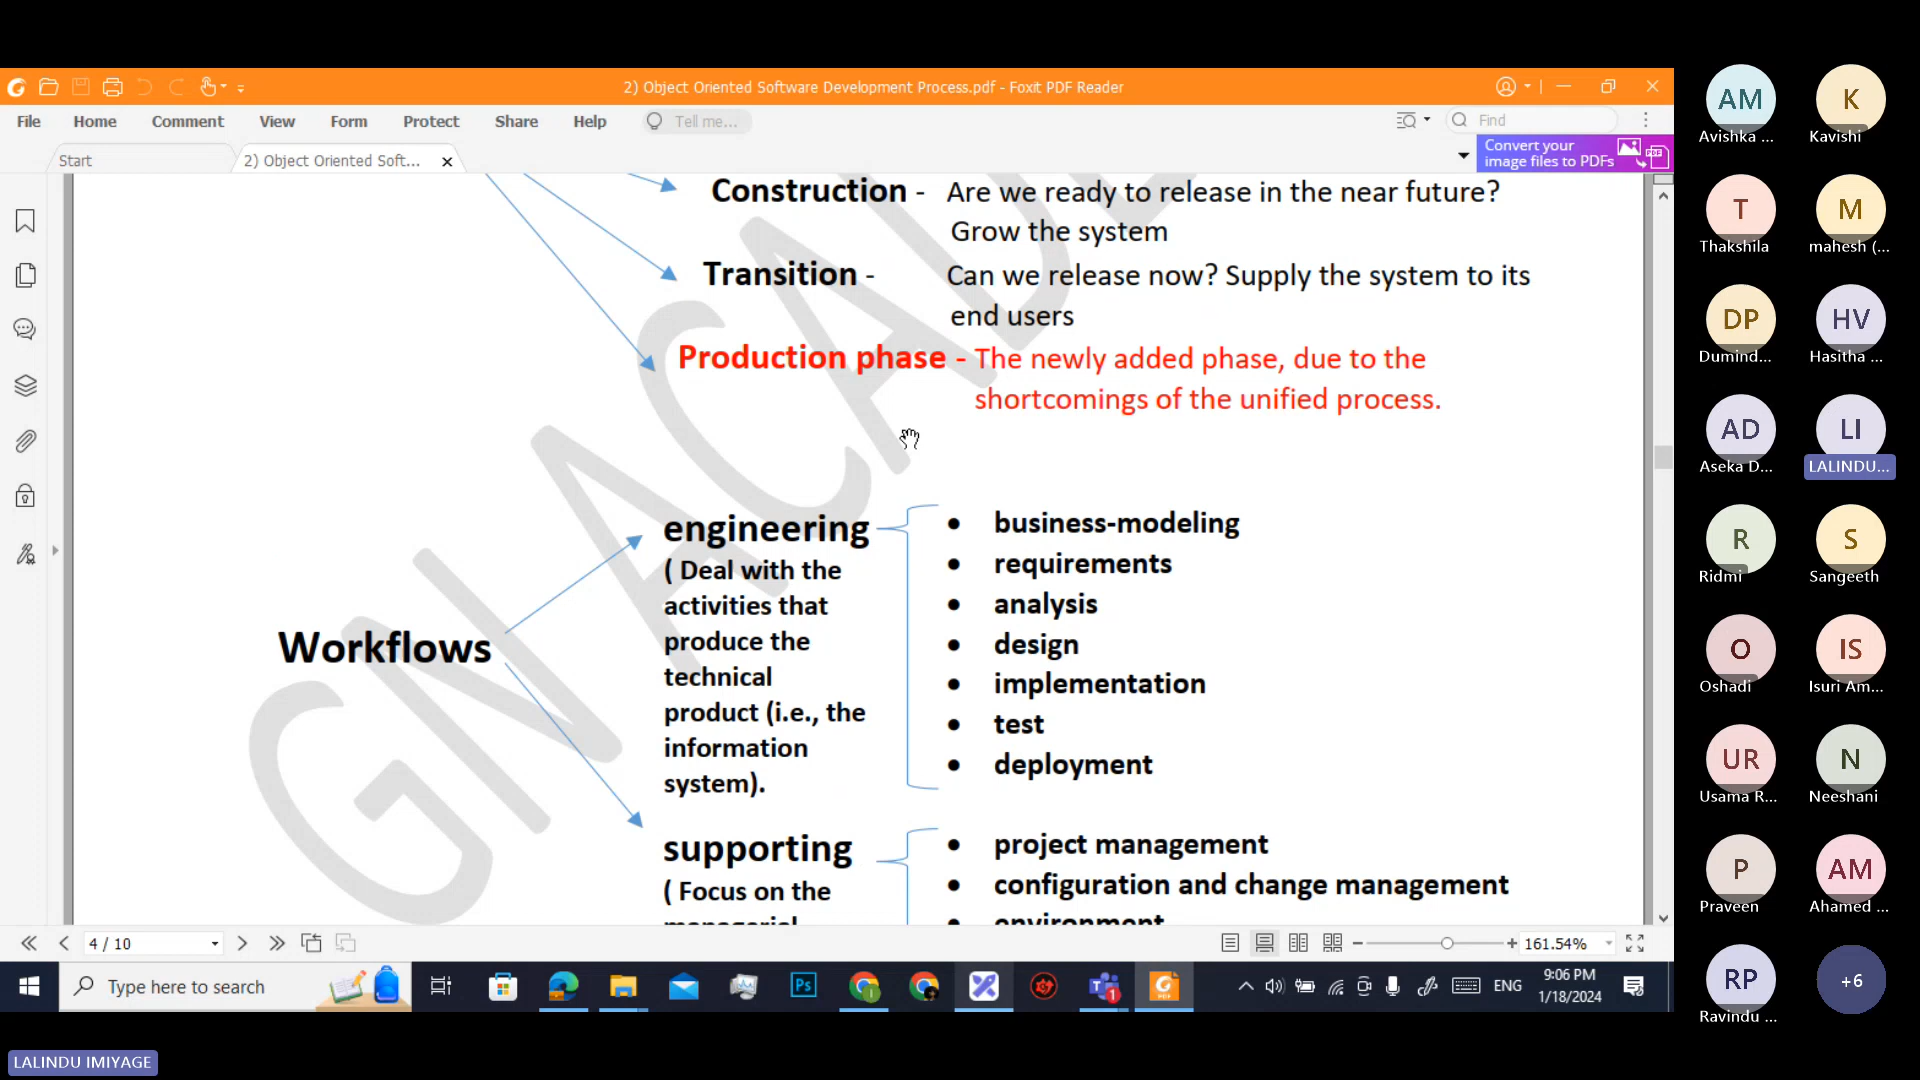 2) Object Oriented Software Development Process.pdf - Foxit PDF Reader
File Home Comment View Form Protect Share Help Tell me... Find
Start 2) Object Oriented Soft... Convert your image files to PDFs
Construction - Are we ready to release in the near future?
Grow the system
Transition - Can we release now? Supply the system to its
end users
Production phase - The newly added phase, due to the
shortcomings of the unified process.
GN ACAD
engineering
( Deal with the
activities that
produce the
technical
product (i.e., the
information
system).
• business-modeling
• requirements
• analysis
• design
• implementation
• test
• deployment
Workflows
supporting
( Focus on the
managerial
• project management
• configuration and change management
• environment
4 / 10
161.54%
Type here to search
ENG
9:06 PM
1/18/2024
AM K
Avishka ... Kavishi
T M
Thakshila mahesh (...
DP HV
Dumind... Hasitha ...
AD LI
Aseka D... LALINDU...
R S
Ridmi Sangeeth
O IS
Oshadi Isuri Am...
UR N
Usama R... Neeshani
P AM
Praveen Ahamed ...
RP +6
Ravindu ...
LALINDU IMIYAGE